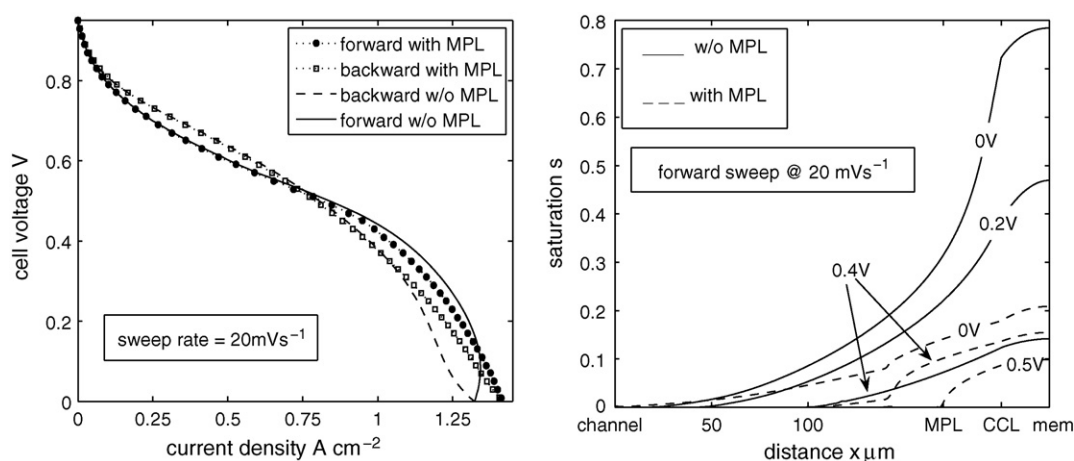 0.8
0.6
0.4
0.2
0
cell voltage V
forward with MPL
backward with MPL
backward w/o MPL
forward w/o MPL
sweep rate = 20mVs⁻¹
0 0.25 0.5 0.75 1 1.25
current density A cm⁻²
0.8
0.7
0.6
0.5
0.4
0.3
0.2
0.1
0
saturation s
w/o MPL
with MPL
forward sweep @ 20 mVs⁻¹
0V
0.2V
0.4V
0V
0.5V
channel 50 100 MPL CCL mem
distance x μm